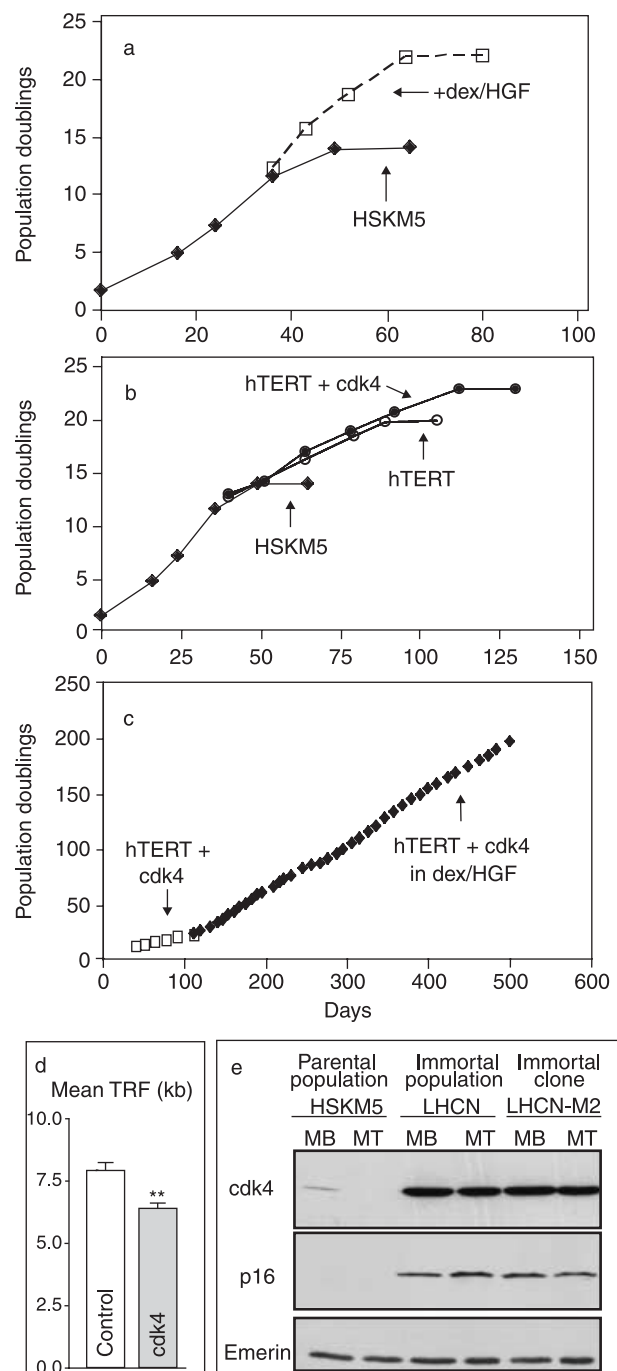 a
Population doublings
25
20
15
10
5
0
+dex/HGF
HSKM5
0 20 40 60 80 100
b
Population doublings
25
20
15
10
5
0
hTERT + cdk4
hTERT
HSKM5
0 25 50 75 100 125 150
c
Population doublings
250
200
150
100
50
0
hTERT +
cdk4
hTERT + cdk4
in dex/HGF
0 100 200 300 400 500 600
Days
d
Mean TRF (kb)
10.0
7.5
5.0
2.5
0.0
**
Control
cdk4
e
Parental Immortal Immortal
population population clone
HSKM5 LHCN LHCN-M2
MB MT MB MT MB MT
cdk4
p16
Emerin